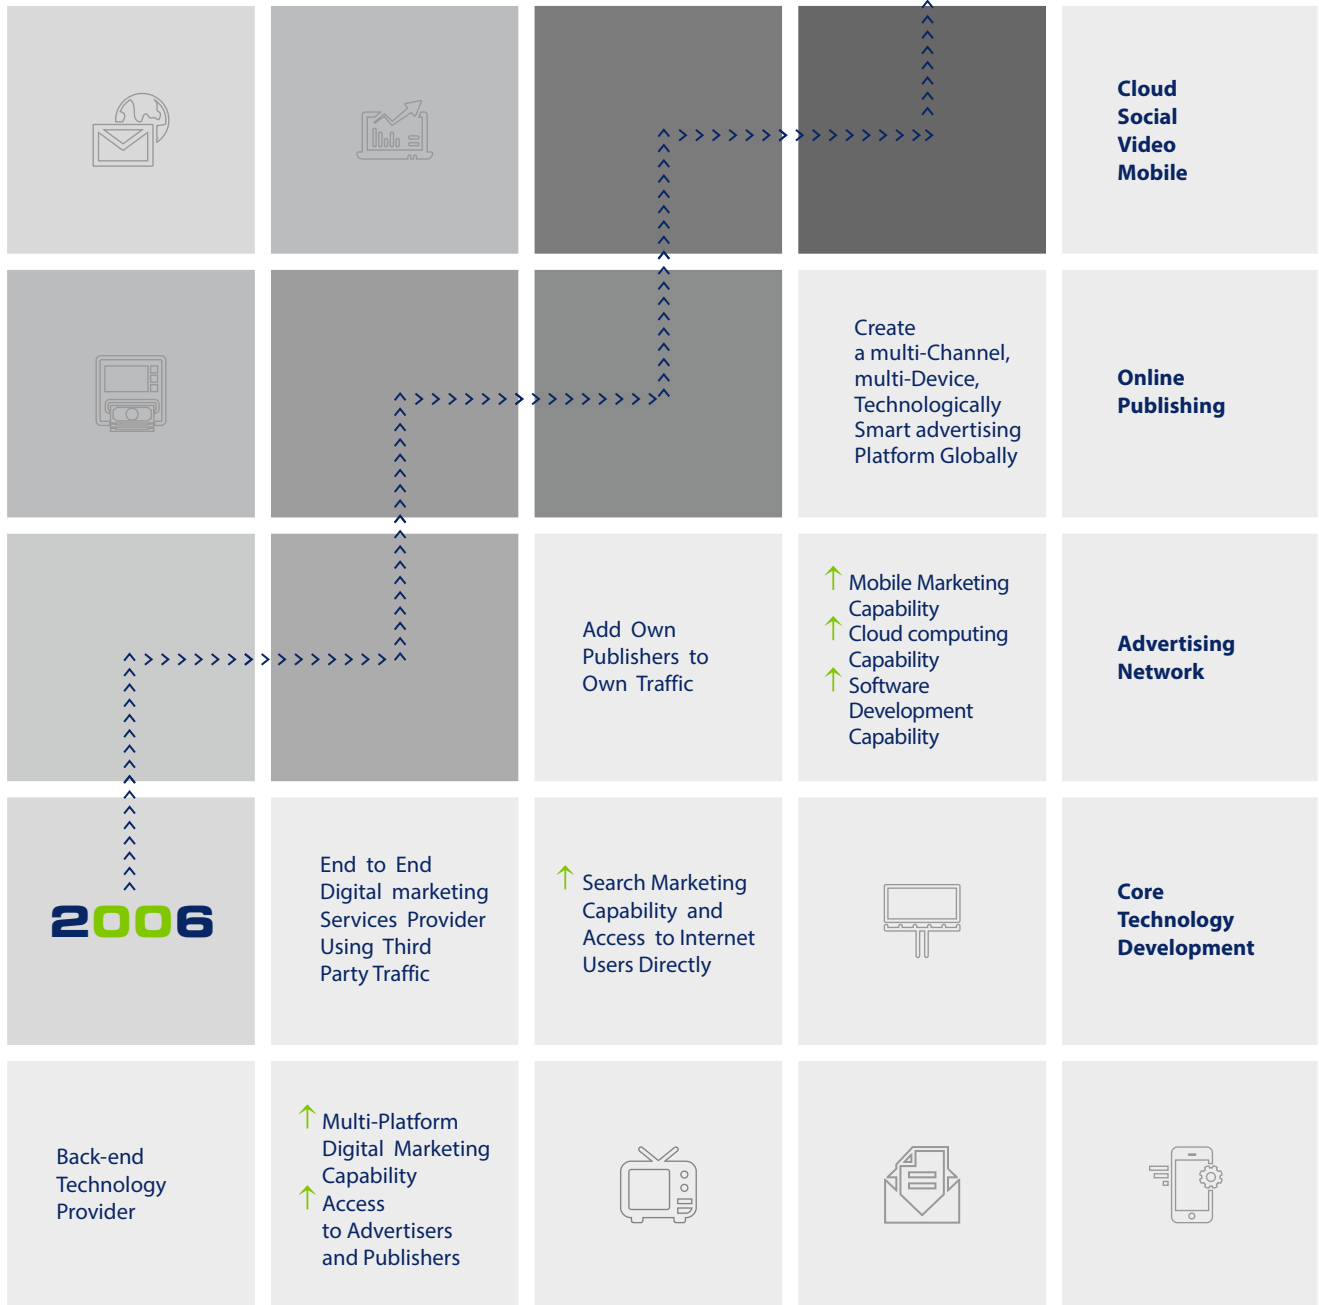 Cloud
Social
Video
Mobile
Create
a multi-Channel,
multi-Device,
Technologically
Smart advertising
Platform Globally
Online
Publishing
Add Own
Publishers to
Own Traffic
Mobile Marketing
Capability
Cloud computing
Capability
Software
Development
Capability
Advertising
Network
2006
End to End
Digital marketing
Services Provider
Using Third
Party Traffic
Search Marketing
Capability and
Access to Internet
Users Directly
Core
Technology
Development
Back-end
Technology
Provider
Multi-Platform
Digital Marketing
Capability
Access
to Advertisers
and Publishers